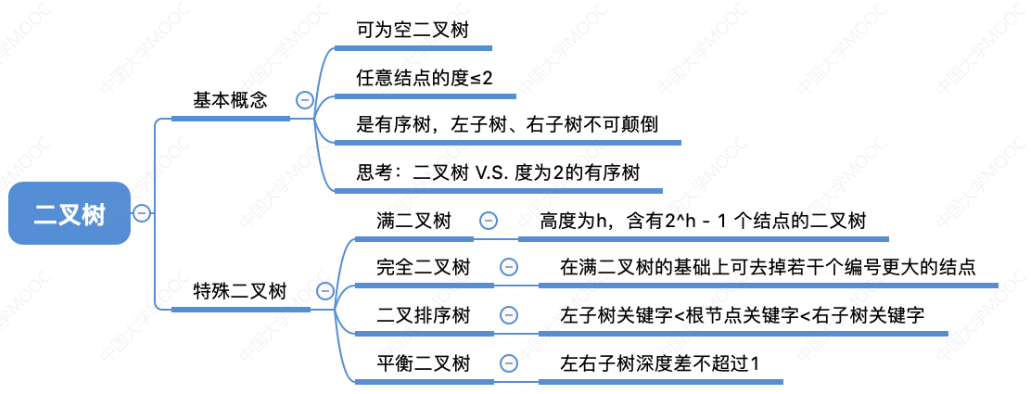 二叉树
基本概念
可为空二叉树
任意结点的度≤2
是有序树，左子树、右子树不可颠倒
思考：二叉树 V.S. 度为2的有序树
特殊二叉树
满二叉树
高度为h，含有2^h - 1 个结点的二叉树
完全二叉树
在满二叉树的基础上可去掉若干个编号更大的结点
二叉排序树
左子树关键字<根节点关键字<右子树关键字
平衡二叉树
左右子树深度差不超过1
中国大学MOOC